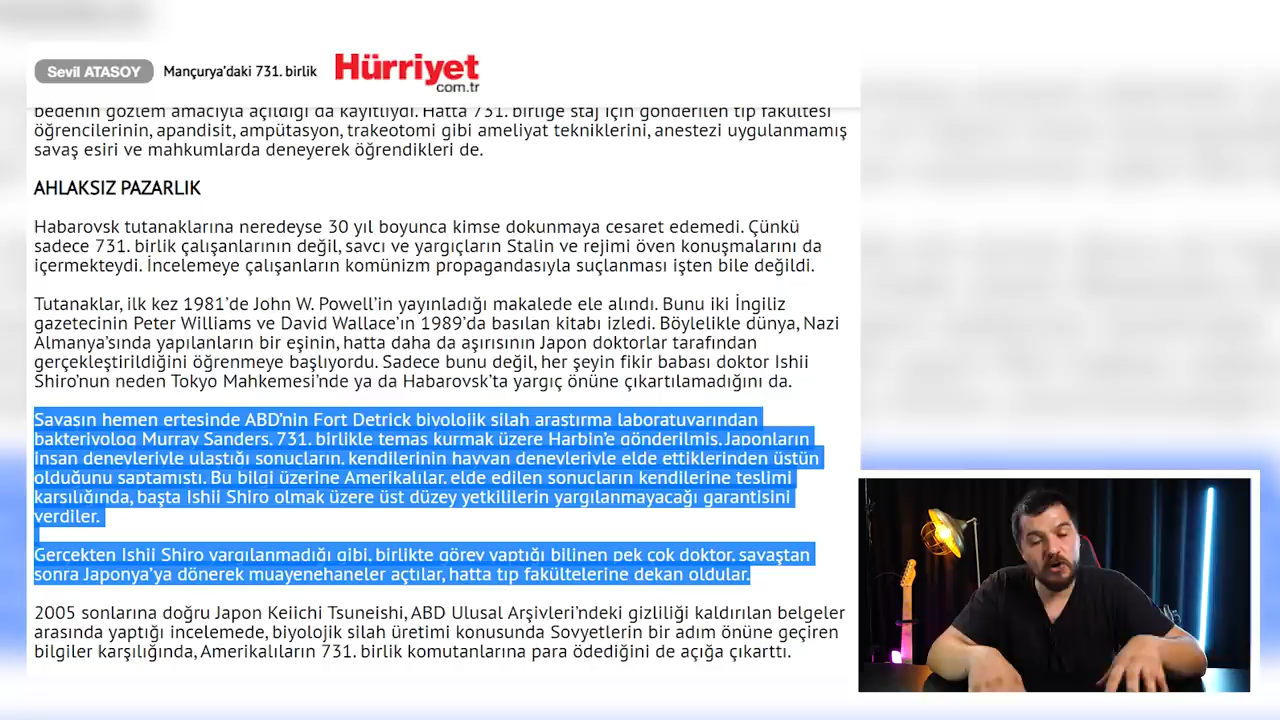 Sevil ATASOY Mançurya'daki 731. birlik Hürriyet
com.tr
bedenin gözlem amacıyla açıldığı da kayıtlıydı. Hatta 731. birliğe staj için gönderilen tıp fakültesi
öğrencilerinin, apandisit, ampütasyon, trakeotomi gibi ameliyat tekniklerini, anestezi uygulanmamış
savaş esiri ve mahkumlarda deneyerek öğrendikleri de.
AHLAKSIZ PAZARLIK
Habarovsk tutanaklarına neredeyse 30 yıl boyunca kimse dokunmaya cesaret edemedi. Çünkü
sadece 731. birlik çalışanlarının değil, savcı ve yargıçların Stalin ve rejimi öven konuşmalarını da
içermekteydi. İncelemeye çalışanların komünizm propagandasıyla suçlanması işten bile değildi.
Tutanaklar, ilk kez 1981'de John W. Powell'in yayınladığı makalede ele alındı. Bunu iki İngiliz
gazetecinin Peter Williams ve David Wallace'ın 1989'da basılan kitabı izledi. Böylelikle dünya, Nazi
Almanya'sında yapılanların bir eşinin, hatta daha da aşırısının Japon doktorlar tarafından
gerçekleştirildiğini öğrenmeye başlıyordu. Sadece bunu değil, her şeyin fikir babası doktor Ishii
Shiro'nun neden Tokyo Mahkemesi'nde ya da Habarovsk'ta yargıç önüne çıkartılamadığını da.
Savaşın hemen ertesinde ABD'nin Fort Detrick biyolojik silah araştırma laboratuvarından
bakteriyolog Murray Sanders, 731. birlikle temas kurmak üzere Harbin'e gönderilmiş, Japonların
insan deneyleriyle ulaştığı sonuçların, kendilerinin hayvan deneyleriyle elde ettiklerinden üstün
olduğunu saptamıştı. Bu bilgi üzerine Amerikalılar, elde edilen sonuçların kendilerine teslimi
karşılığında, başta Ishii Shiro olmak üzere üst düzey yetkililerin yargılanmayacağı garantisini
verdiler.
Gerçekten Ishii Shiro yargılanmadığı gibi, birlikte görev yaptığı bilinen pek çok doktor, savaştan
sonra Japonya'ya dönerek muayenehaneler açtılar, hatta tıp fakültelerine dekan oldular.
2005 sonlarına doğru Japon Keiichi Tsuneishi, ABD Ulusal Arşivleri'ndeki gizliliği kaldırılan belgeler
arasında yaptığı incelemede, biyolojik silah üretimi konusunda Sovyetlerin bir adım önüne geçiren
bilgiler karşılığında, Amerikalıların 731. birlik komutanlarına para ödediğini de açığa çıkarttı.